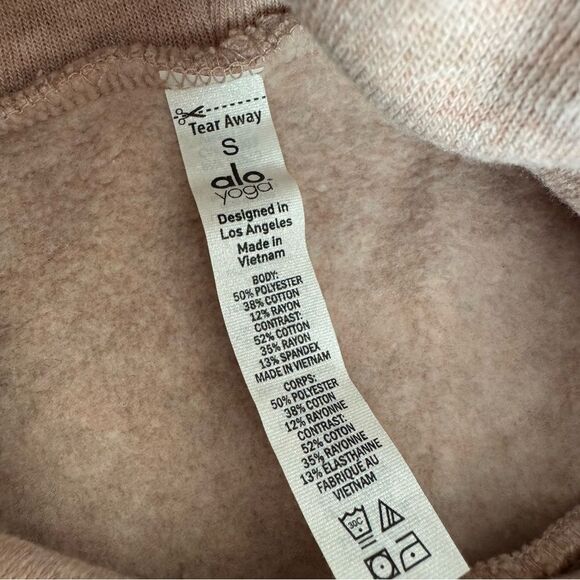 Tear Away
S
alo
yoga
Designed in
Los Angeles
Made in
Vietnam
BODY:
50% POLYESTER
38% COTTON
12% RAYON
CONTRAST:
52% COTTON
35% RAYON
13% SPANDEX
MADE IN VIETNAM
CORPS:
50% POLYESTER
38% COTON
12% RAYONNE
CONTRAST:
52% COTON
35% RAYONNE
13% ÉLASTHANNE
FABRIQUÉ AU
VIETNAM
30C